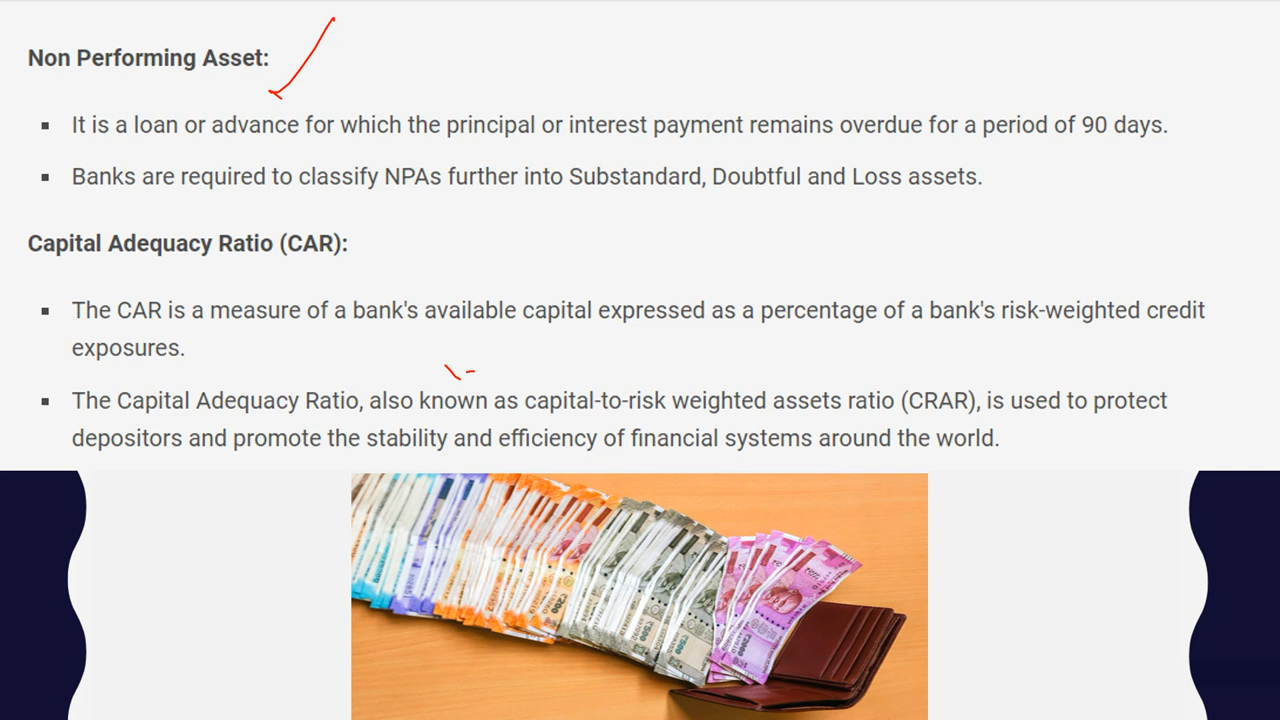 Non Performing Asset:
▪ It is a loan or advance for which the principal or interest payment remains overdue for a period of 90 days.
▪ Banks are required to classify NPAs further into Substandard, Doubtful and Loss assets.
Capital Adequacy Ratio (CAR):
▪ The CAR is a measure of a bank's available capital expressed as a percentage of a bank's risk-weighted credit
exposures.
▪ The Capital Adequacy Ratio, also known as capital-to-risk weighted assets ratio (CRAR), is used to protect
depositors and promote the stability and efficiency of financial systems around the world.